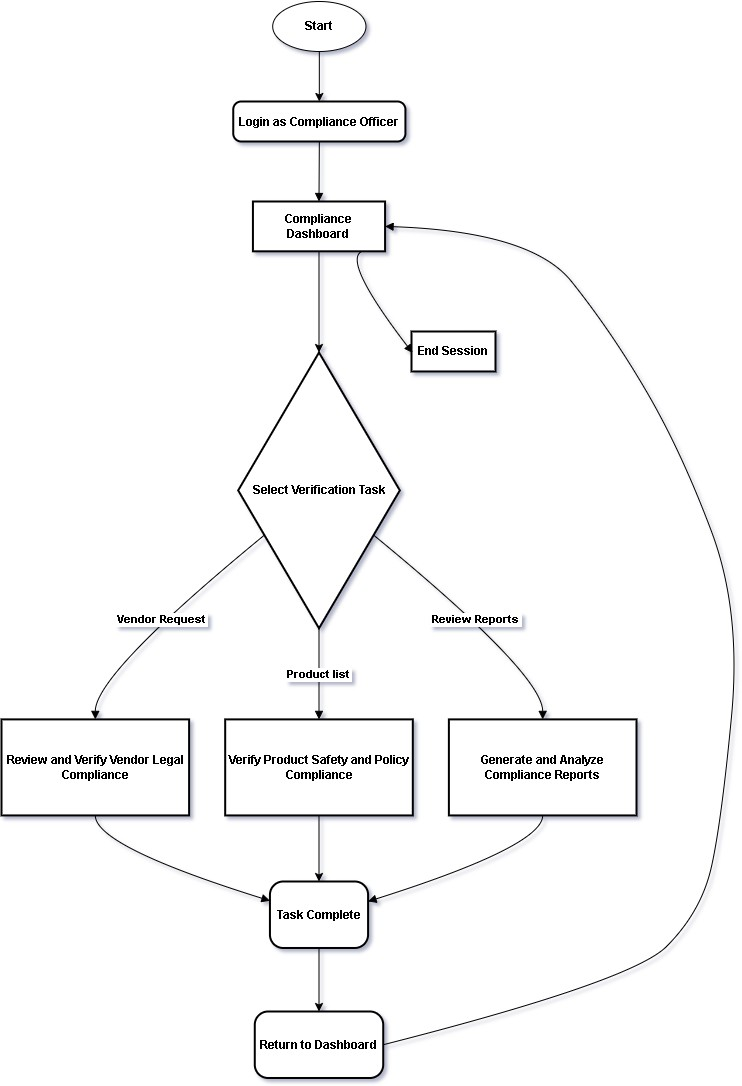 Start
Login as Compliance Officer
Compliance
Dashboard
End Session
Select Verification Task
Vendor Request
Review Reports
Product list
Review and Verify Vendor Legal
Compliance
Verify Product Safety and Policy
Compliance
Generate and Analyze
Compliance Reports
Task Complete
Return to Dashboard